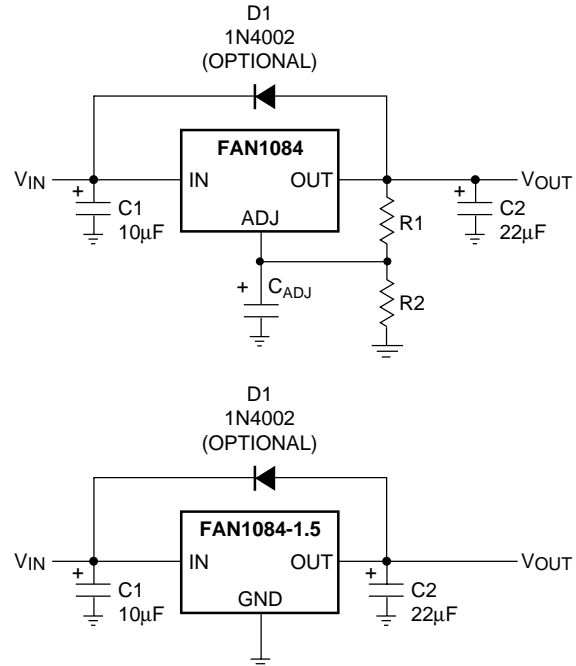 D1
1N4002
(OPTIONAL)
FAN1084
VIN
IN
OUT
VOUT
+
C1
10μF
ADJ
R1
+
C2
22μF
+
CADJ
R2
D1
1N4002
(OPTIONAL)
FAN1084-1.5
VIN
IN
OUT
VOUT
+
C1
10μF
GND
+
C2
22μF